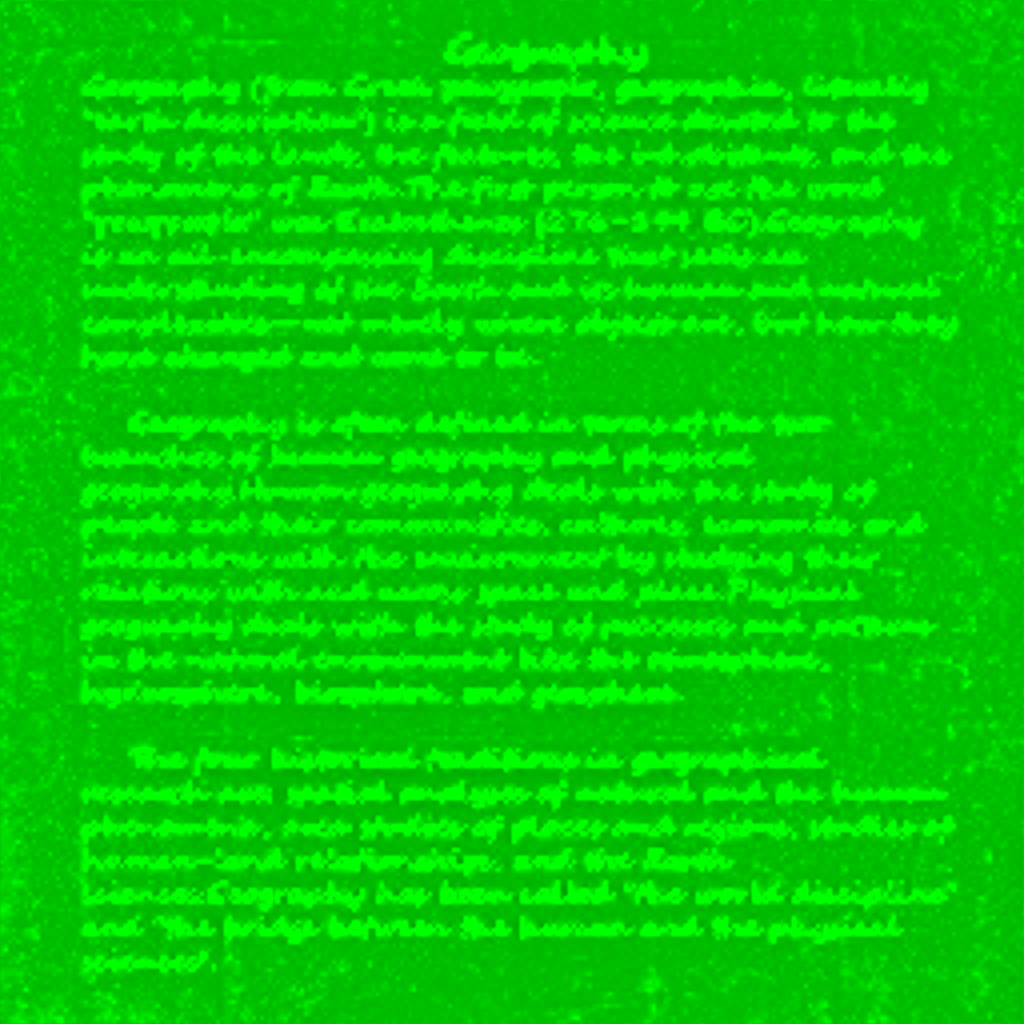 Geography
Geography (from Greek geographia, literally
"earth description") is a field of science devoted to the
study of the lands, the features, the inhabitants, and the
phenomena of Earth. The first person to use the word
"geography" was Eratosthenes (276-194 BC). Geography
is an all-encompassing discipline that seeks an
understanding of the Earth and its human and natural
complexities—not merely where objects are, but how they
have changed and come to be.
Geography is often defined in terms of the two
branches of human geography and physical
geography. Human geography deals with the study of
people and their communities, cultures, economies and
interactions with the environment by studying their
relations with and across space and place. Physical
geography deals with the study of processes and patterns
in the natural environment like the atmosphere,
hydrosphere, biosphere, and geosphere.
The four historical traditions in geographical
research are: spatial analyses of natural and the human
phenomena, area studies of places and regions, studies of
human-land relationships, and the Earth
sciences. Geography has been called "the world discipline"
and "the bridge between the human and the physical
sciences".